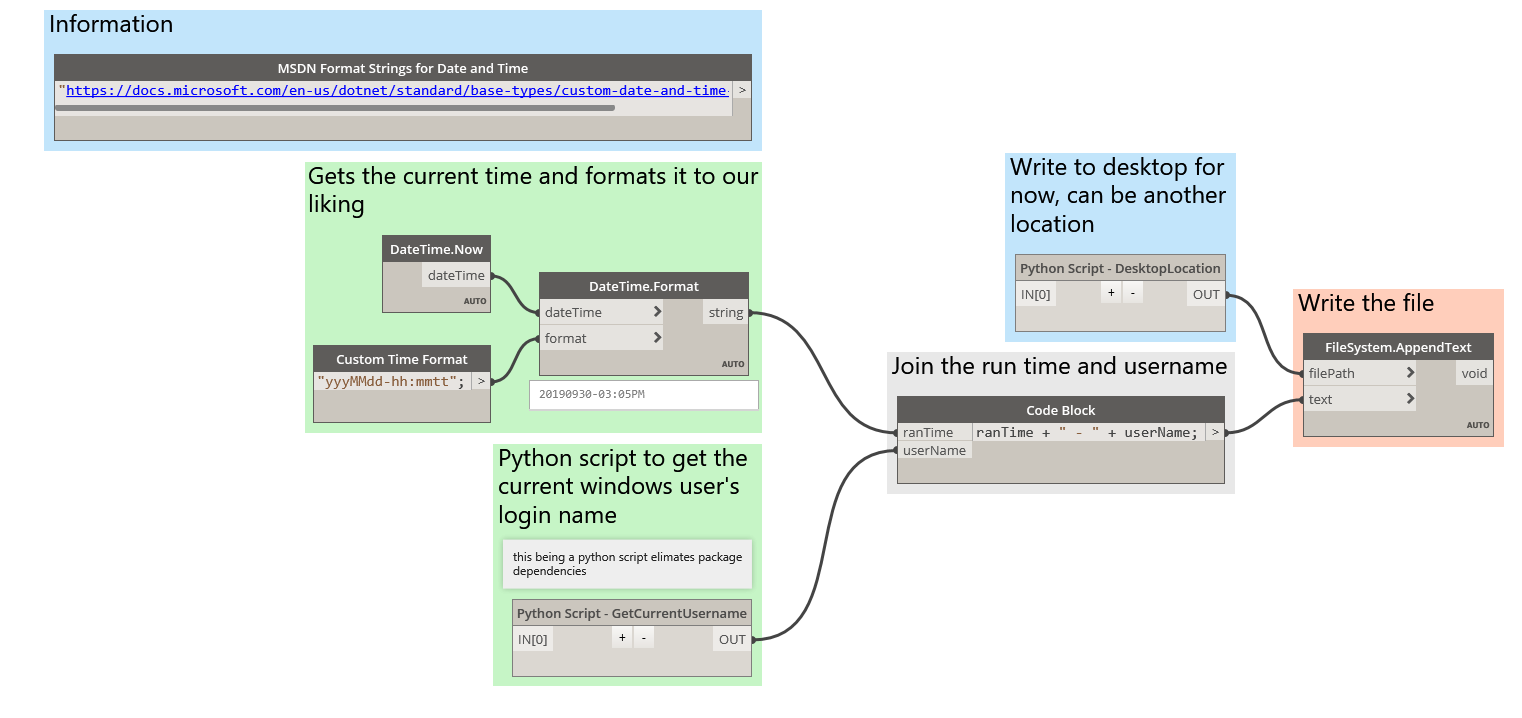 Information
MSDN Format Strings for Date and Time
"https://docs.microsoft.com/en-us/dotnet/standard/base-types/custom-date-and-time-
>
Gets the current time and formats it to our
liking
DateTime.Now
dateTime
AUTO
DateTime.Format
dateTime > string
format >
AUTO
Custom Time Format
"yyyMMdd-hh:mmtt"; >
20190930-03:05PM
Python script to get the
current windows user's
login name
this being a python script elimates package
dependencies
Python Script - GetCurrentUsername
IN[0] + - OUT
Join the run time and username
Code Block
ranTime ranTime + " - " + userName; >
userName
Write to desktop for
now, can be another
location
Python Script - DesktopLocation
IN[0] + - OUT
Write the file
FileSystem.AppendText
filePath > void
text >
AUTO